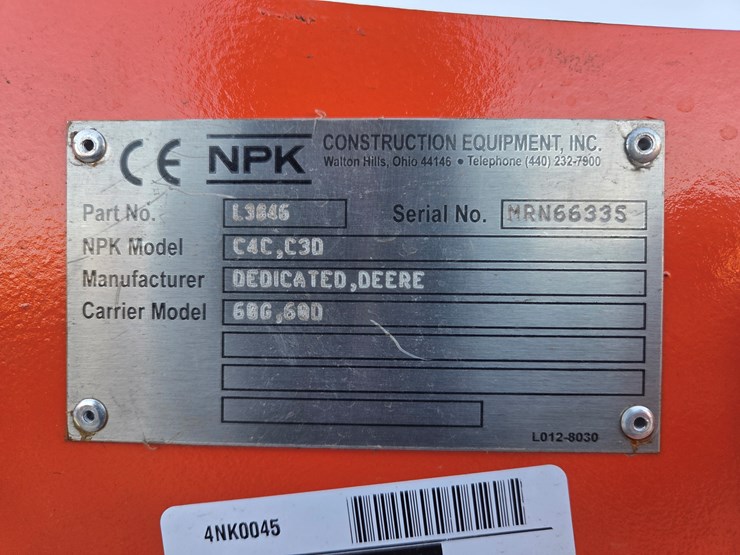 CE NPK CONSTRUCTION EQUIPMENT, INC.
Walton Hills, Ohio 44146 • Telephone (440) 232-7900
Part No. L3846 Serial No. MRN66335
NPK Model C4C,C3D
Manufacturer DEDICATED,DEERE
Carrier Model 60G,60D
L012-8030
4NK0045